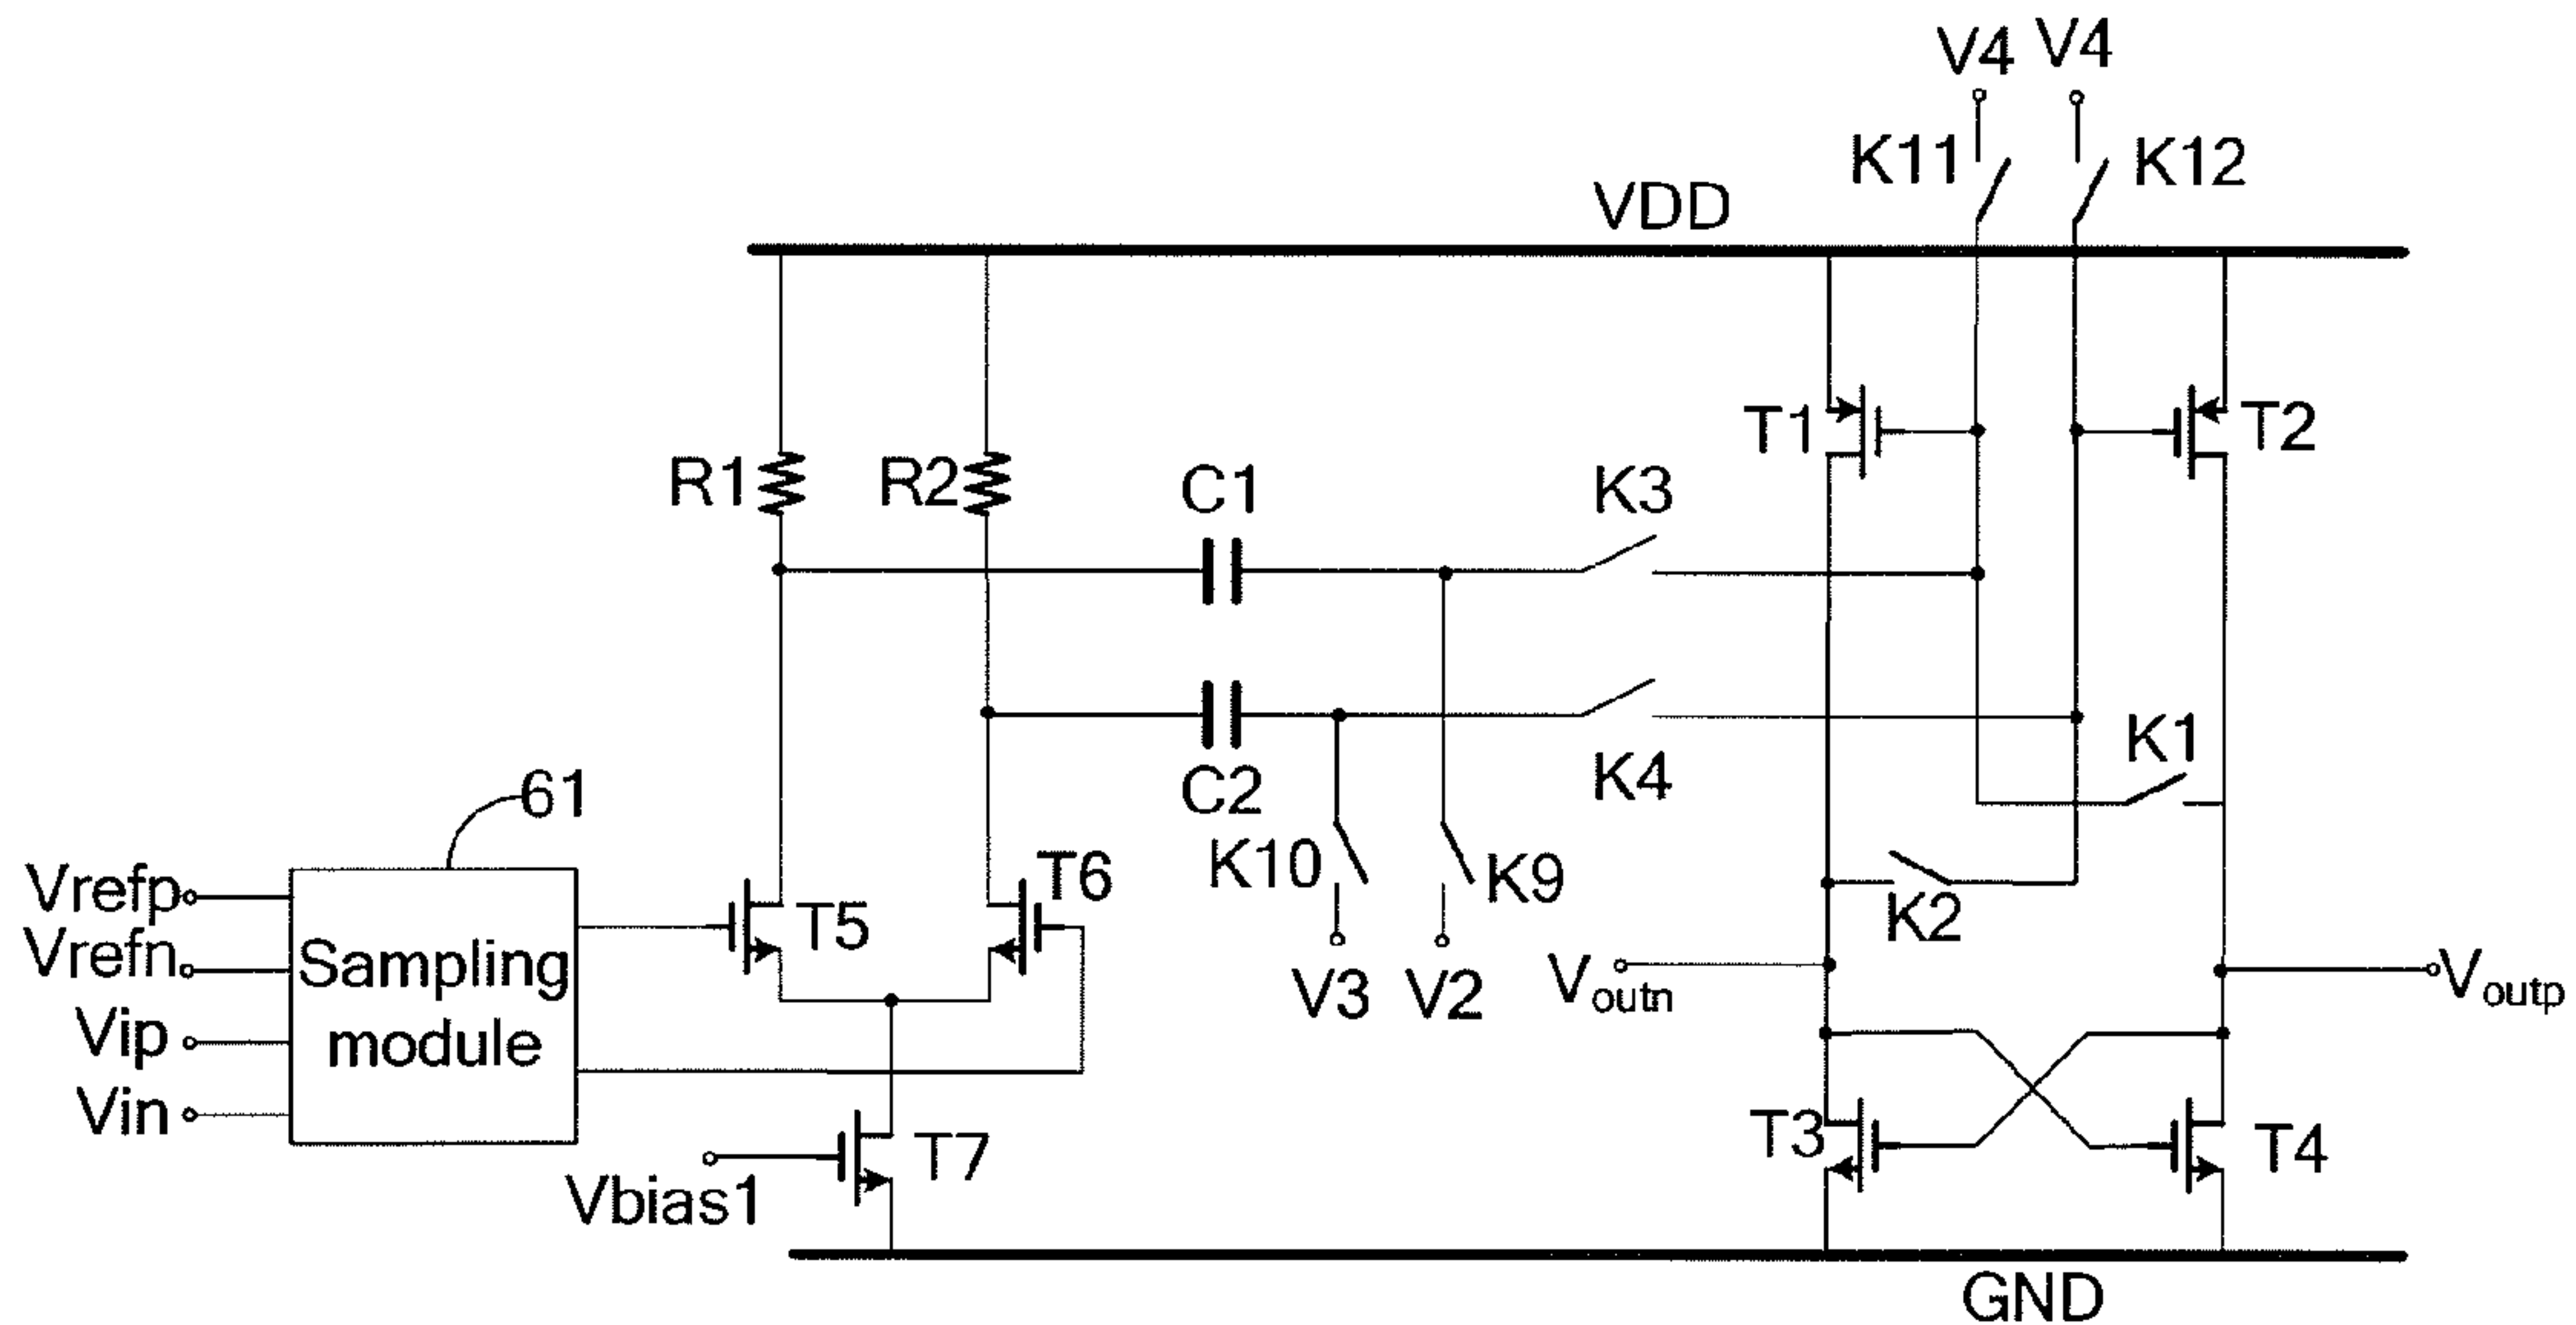 V4 V4
K11 K12
VDD
T1 T2
R1 R2 C1 K3
C2 K4 K1
61
K10 K9
T6
Vrefp
T5 K2
Vrefn
Sampling
module
V3 V2 Voutn Voutp
Vip
Vin
T3 T4
T7
Vbias1
GND